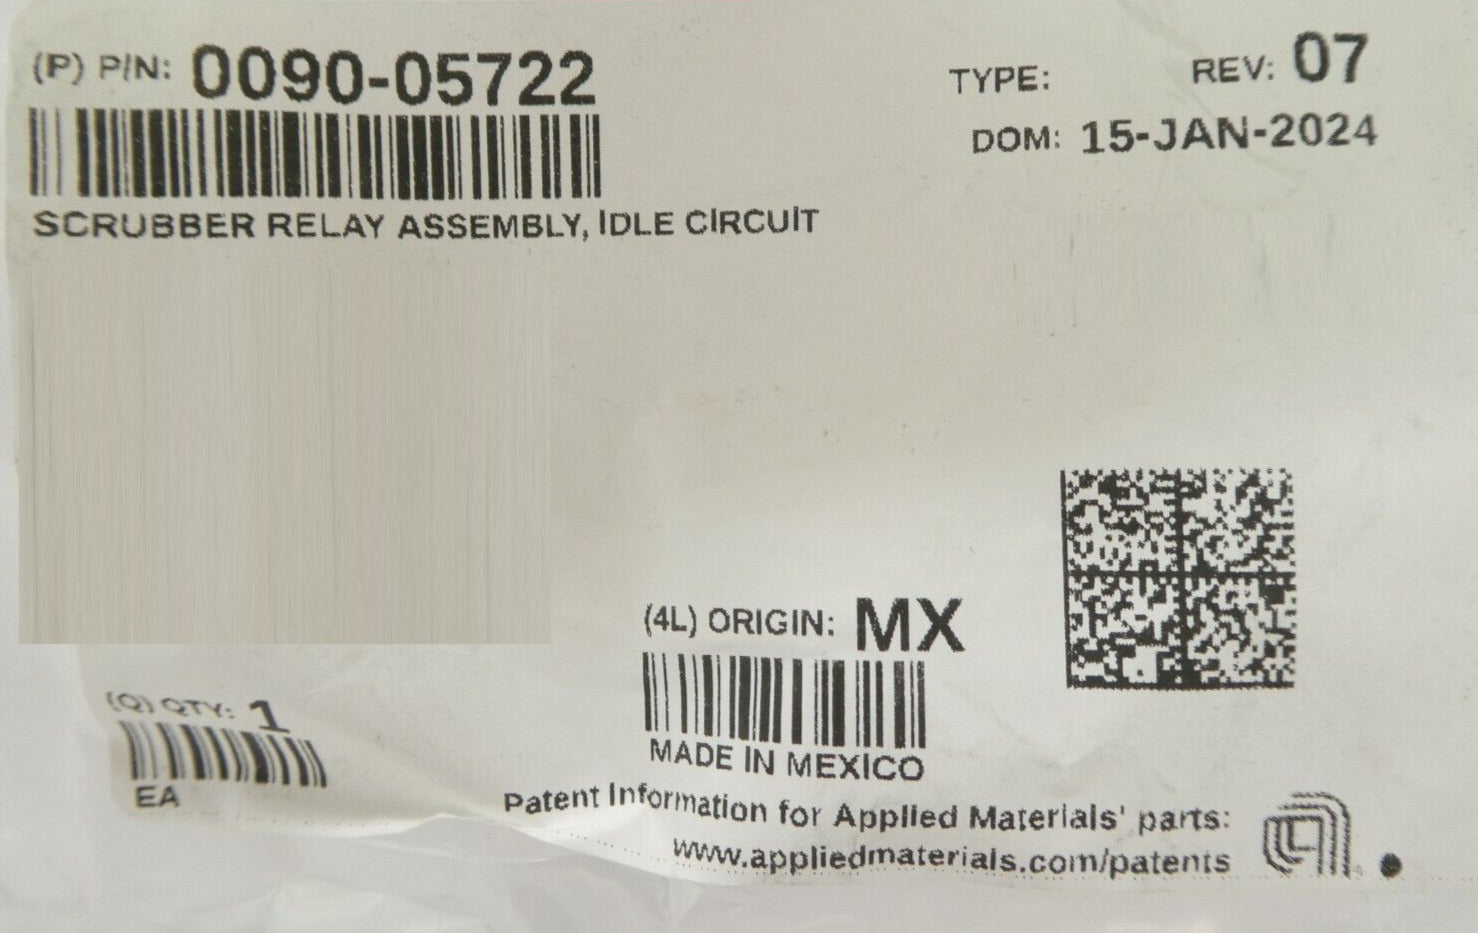 (P) P/N: 0090-05722
TYPE: REV: 07
DOM: 15-JAN-2024
SCRUBBER RELAY ASSEMBLY, IDLE CIRCUIT
(4L) ORIGIN: MX
MADE IN MEXICO
(Q) QTY: 1
EA
Patent Information for Applied Materials' parts:
www.appliedmaterials.com/patents